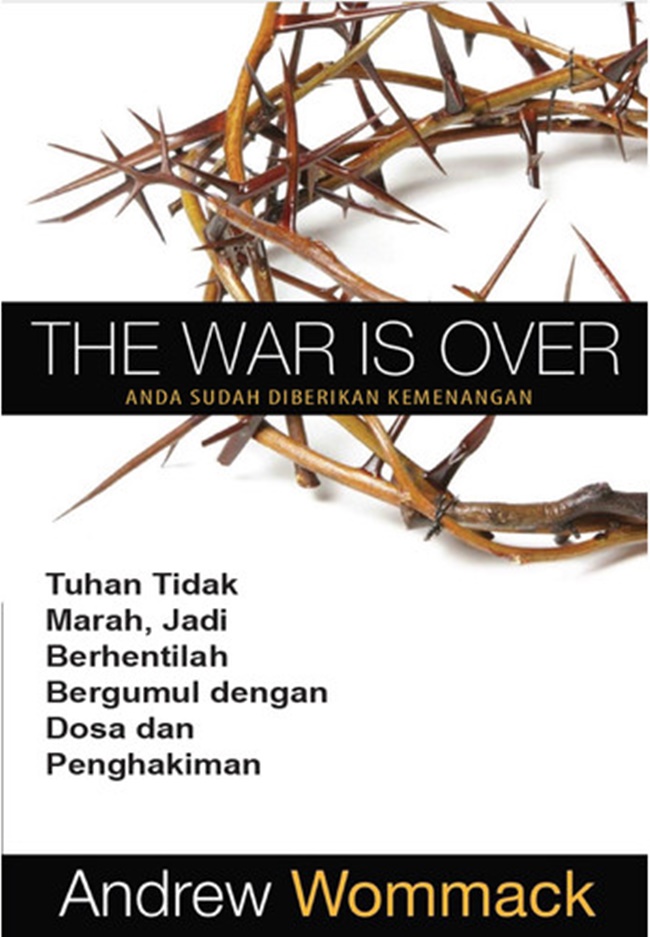 THE WAR IS OVER
ANDA SUDAH DIBERIKAN KEMENANGAN
Tuhan Tidak
Marah, Jadi
Berhentilah
Bergumul dengan
Dosa dan
Penghakiman
Andrew Wommack